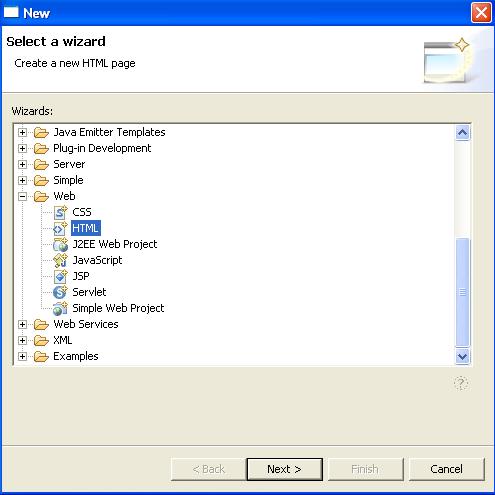 New
Select a wizard
Create a new HTML page
Wizards:
Java Emitter Templates
Plug-in Development
Server
Simple
Web
CSS
HTML
J2EE Web Project
JavaScript
JSP
Servlet
Simple Web Project
Web Services
XML
Examples
?
< Back Next > Finish Cancel